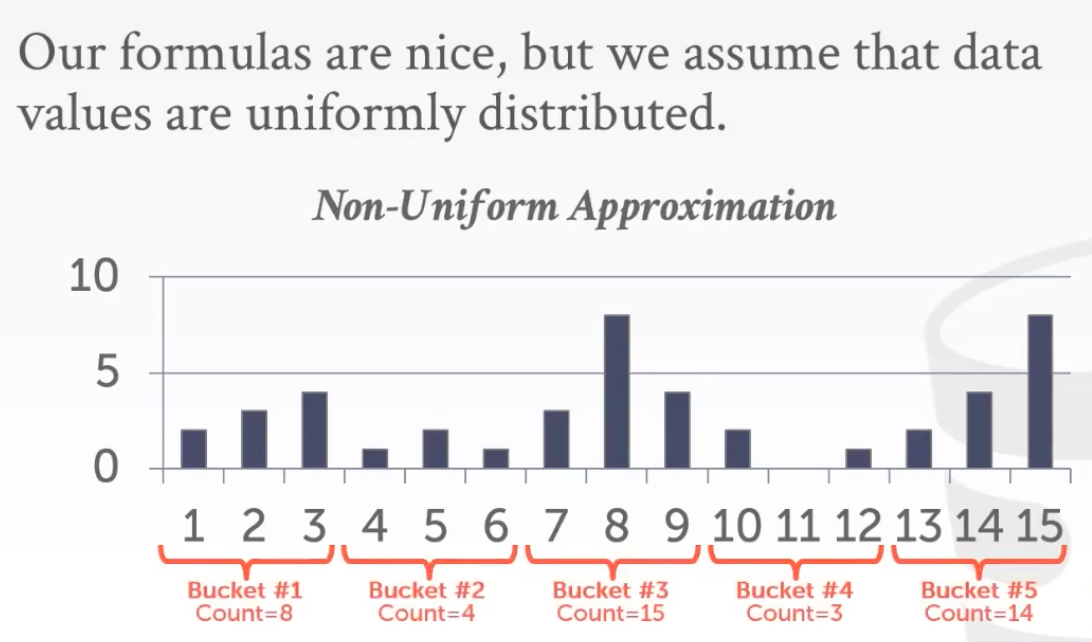 Our formulas are nice, but we assume that data
values are uniformly distributed.
Non-Uniform Approximation
10
5
0
1 2 3 4 5 6 7 8 9 10 11 12 13 14 15
Bucket #1 Bucket #2 Bucket #3 Bucket #4 Bucket #5
Count=8 Count=4 Count=15 Count=3 Count=14